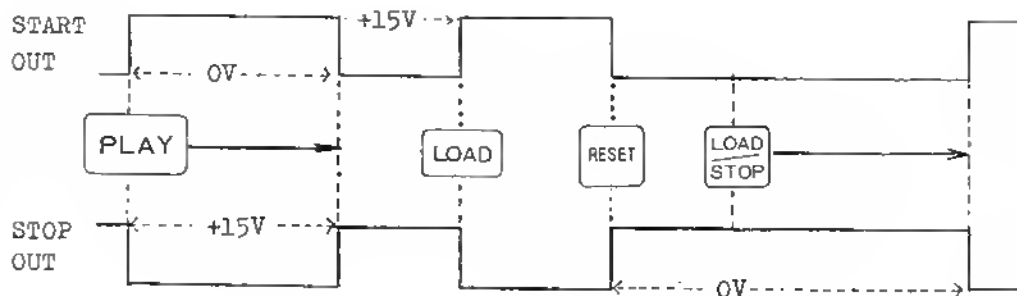 START
OUT
+15V
0V
PLAY
LOAD
RESET
LOAD
STOP
STOP
OUT
+15V
0V